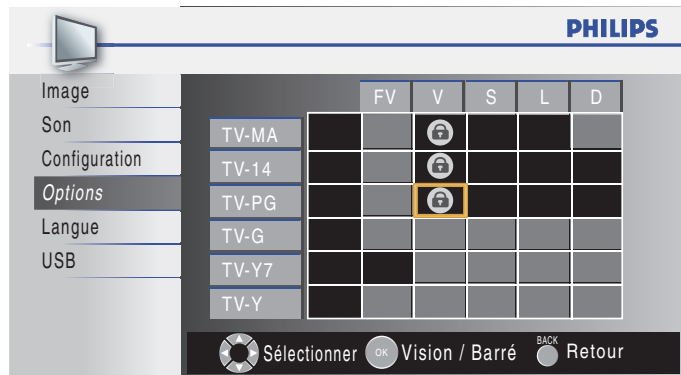 PHILIPS
Image
Son
Configuration
Options
Langue
USB
FV V S L D
TV-MA
TV-14
TV-PG
TV-G
TV-Y7
TV-Y
Sélectionner OK Vision / Barré BACK Retour